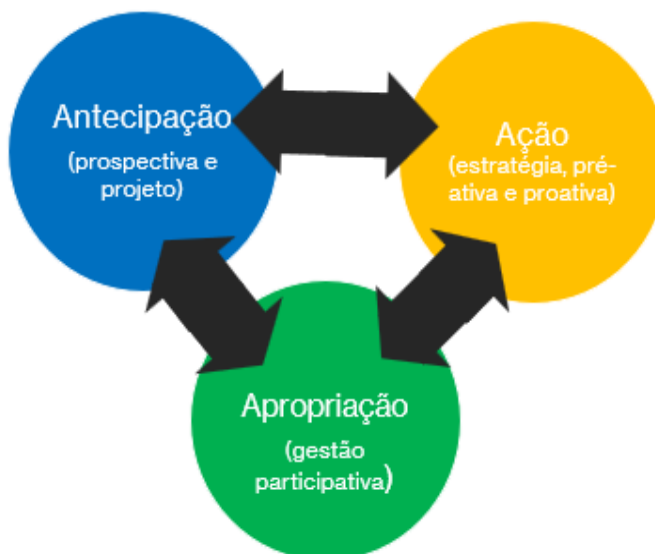 Antecipação
(prospectiva e
projeto)
Ação
(estratégia, pré-
ativa e proativa)
Apropriação
(gestão
participativa)